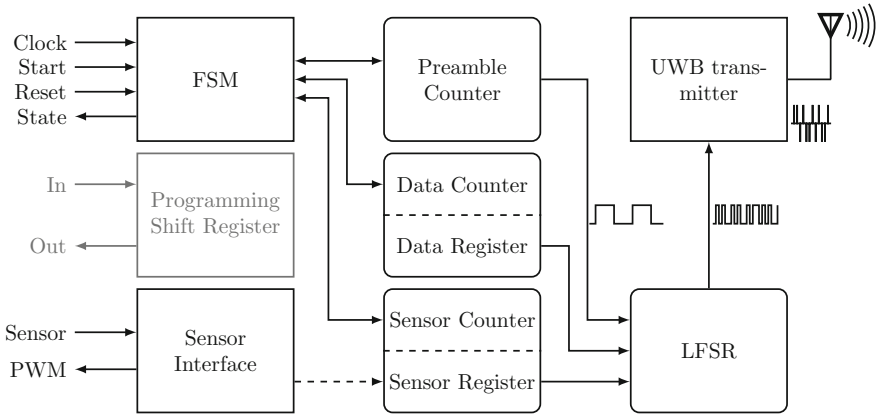 Clock
Start
Reset
State
FSM
Preamble
Counter
UWB trans-
mitter
In
Out
Programming
Shift Register
Data Counter
Data Register
Sensor
PWM
Sensor
Interface
Sensor Counter
Sensor Register
LFSR